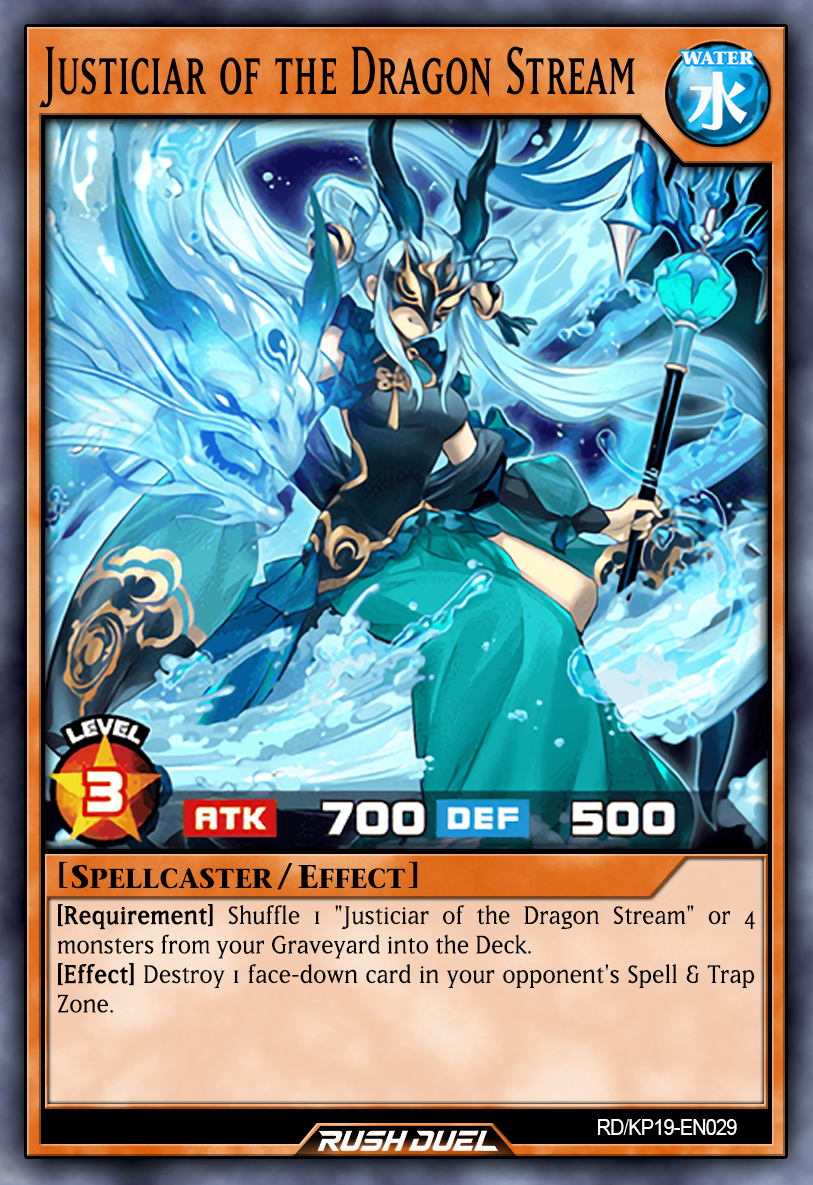 Justiciar of the Dragon Stream
WATER
水
LEVEL
3
ATK 700 DEF 500
[Spellcaster / Effect]
[Requirement] Shuffle 1 "Justiciar of the Dragon Stream" or 4
monsters from your Graveyard into the Deck.
[Effect] Destroy 1 face-down card in your opponent's Spell & Trap
Zone.
RD/KP19-EN029
RUSH DUEL